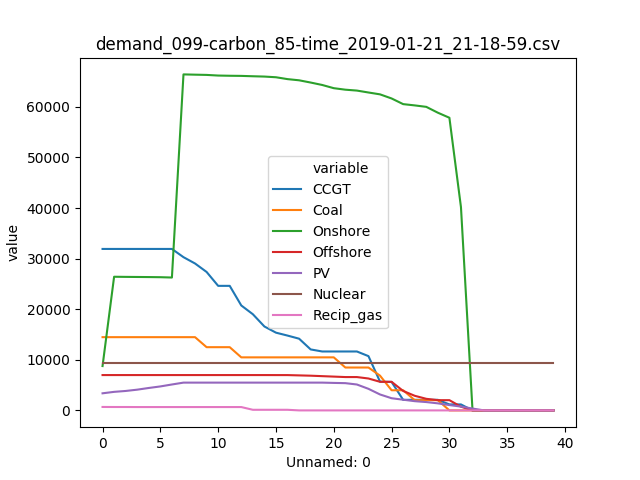 demand_099-carbon_85-time_2019-01-21_21-18-59.csv
60000
50000
40000
30000
20000
10000
0
value
variable
CCGT
Coal
Onshore
Offshore
PV
Nuclear
Recip_gas
0 5 10 15 20 25 30 35 40
Unnamed: 0